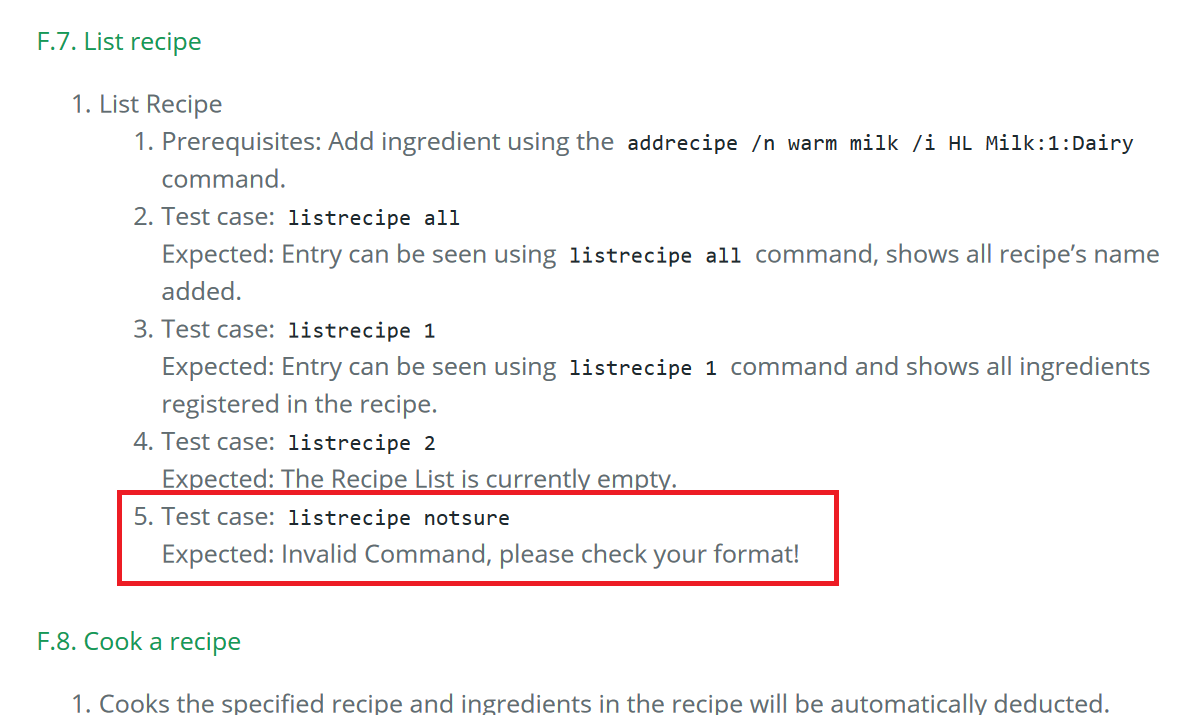 F.7. List recipe
1. List Recipe
1. Prerequisites: Add ingredient using the addrecipe /n warm milk /i HL Milk:1:Dairy
command.
2. Test case: listrecipe all
Expected: Entry can be seen using listrecipe all command, shows all recipe’s name
added.
3. Test case: listrecipe 1
Expected: Entry can be seen using listrecipe 1 command and shows all ingredients
registered in the recipe.
4. Test case: listrecipe 2
Expected: The Recipe List is currently empty.
5. Test case: listrecipe notsure
Expected: Invalid Command, please check your format!
F.8. Cook a recipe
1. Cooks the specified recipe and ingredients in the recipe will be automatically deducted.